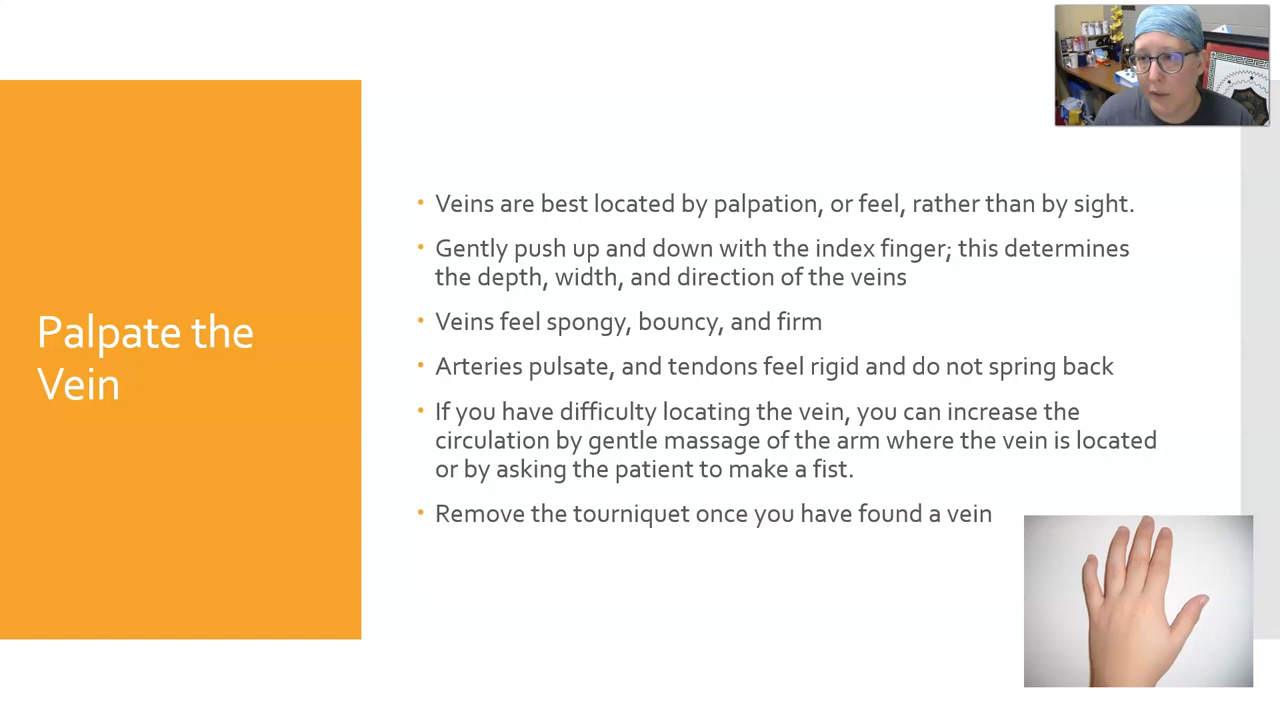 Palpate the
Vein
Veins are best located by palpation, or feel, rather than by sight.
Gently push up and down with the index finger; this determines
the depth, width, and direction of the veins
Veins feel spongy, bouncy, and firm
Arteries pulsate, and tendons feel rigid and do not spring back
If you have difficulty locating the vein, you can increase the
circulation by gentle massage of the arm where the vein is located
or by asking the patient to make a fist.
Remove the tourniquet once you have found a vein